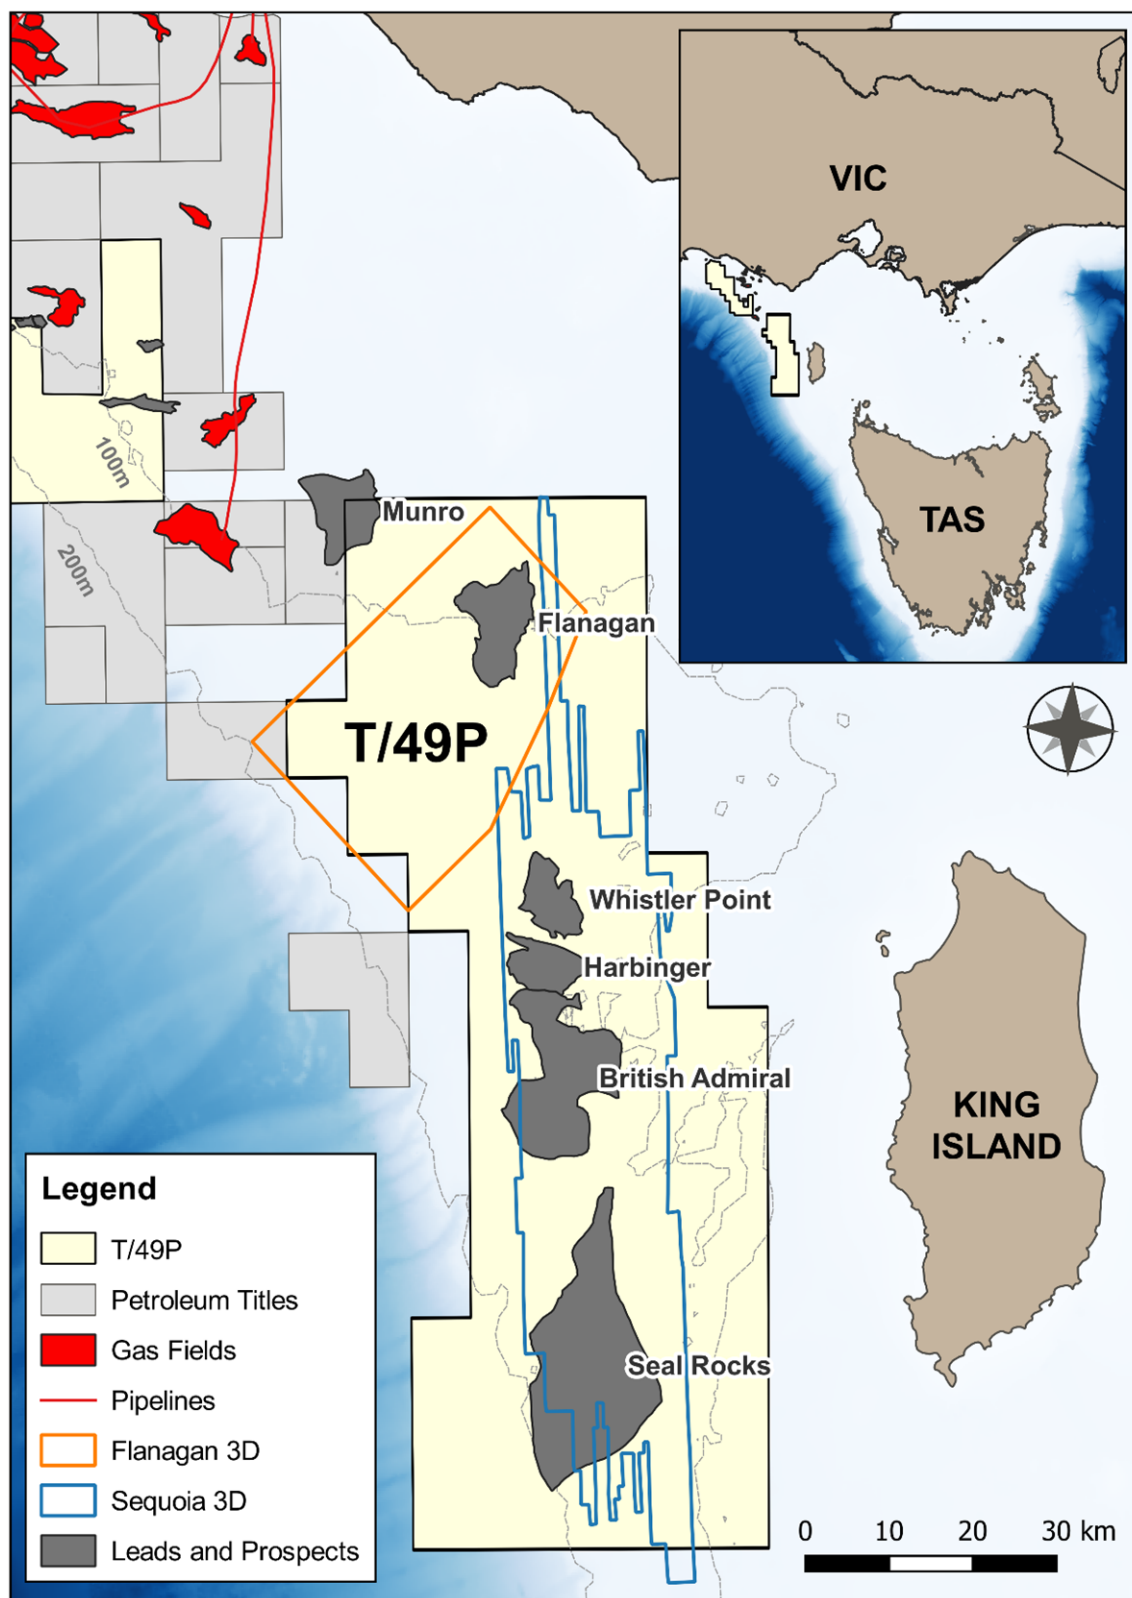 VIC
TAS
100m
200m
Munro
Flanagan
T/49P
Whistler Point
Harbinger
British Admiral
Seal Rocks
KING
ISLAND
Legend
T/49P
Petroleum Titles
Gas Fields
Pipelines
Flanagan 3D
Sequoia 3D
Leads and Prospects
0 10 20 30 km